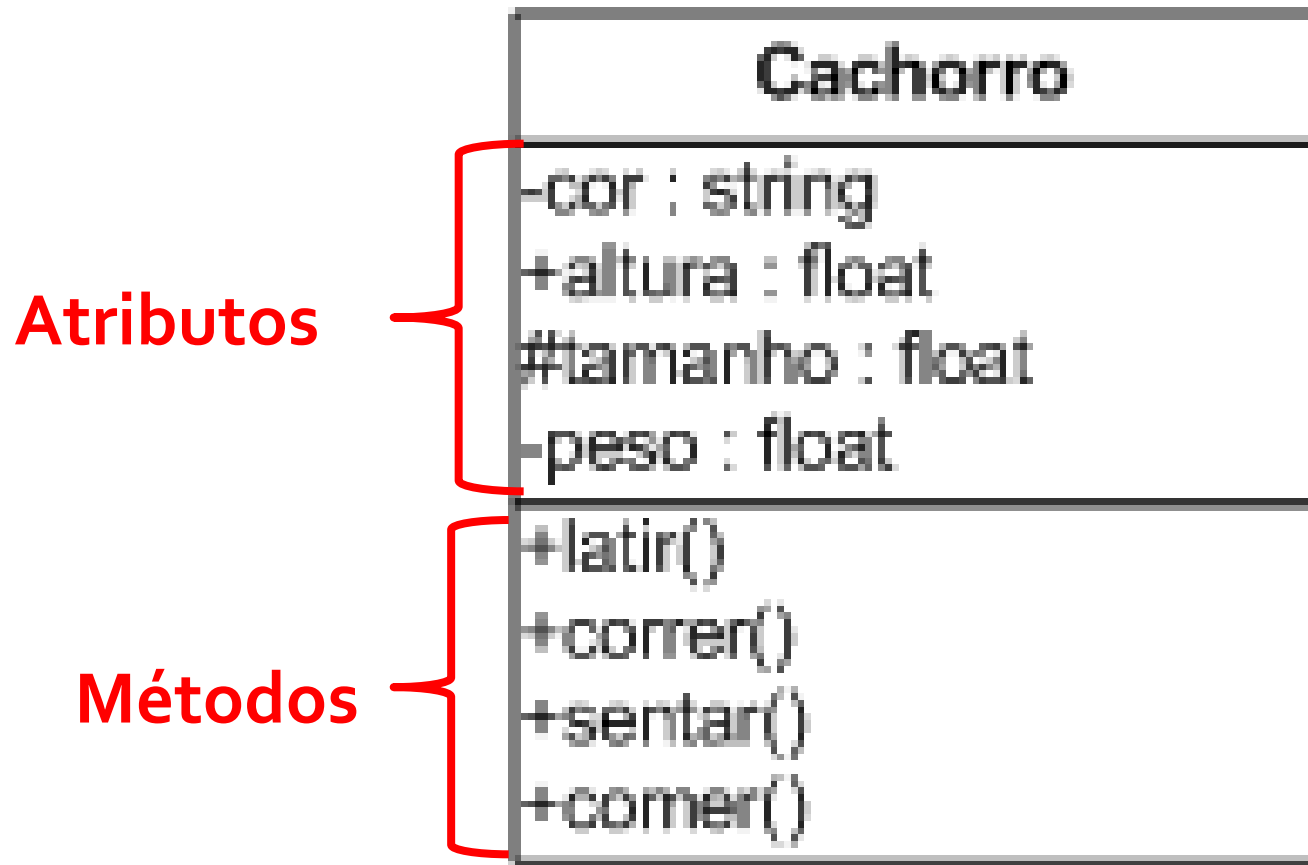 Cachorro
Atributos
-cor : string
+altura : float
#tamanho : float
-peso : float
Métodos
+latir()
+correr()
+sentar()
+comer()